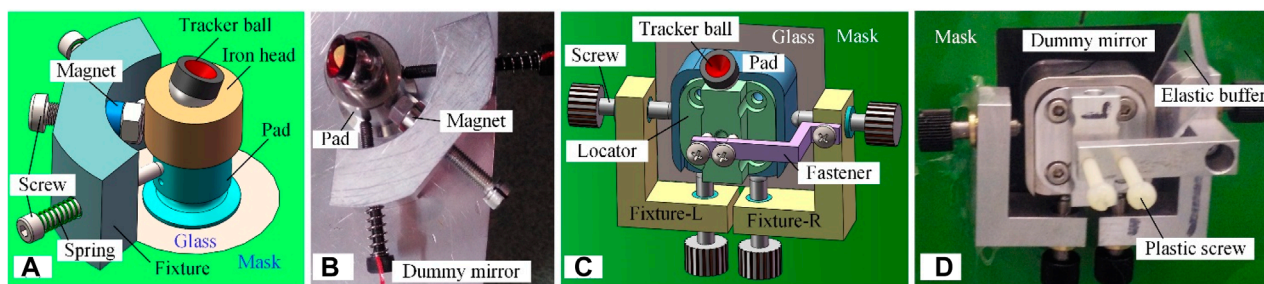 Tracker ball
Iron head
Magnet
Pad
Screw
Spring
Glass
Fixture
Mask
A
Pad
Magnet
B
Dummy mirror
Tracker ball
Glass
Mask
Screw
Pad
Locator
Fastener
Fixture-L
Fixture-R
C
Mask
Dummy mirror
Elastic buffer
Plastic screw
D